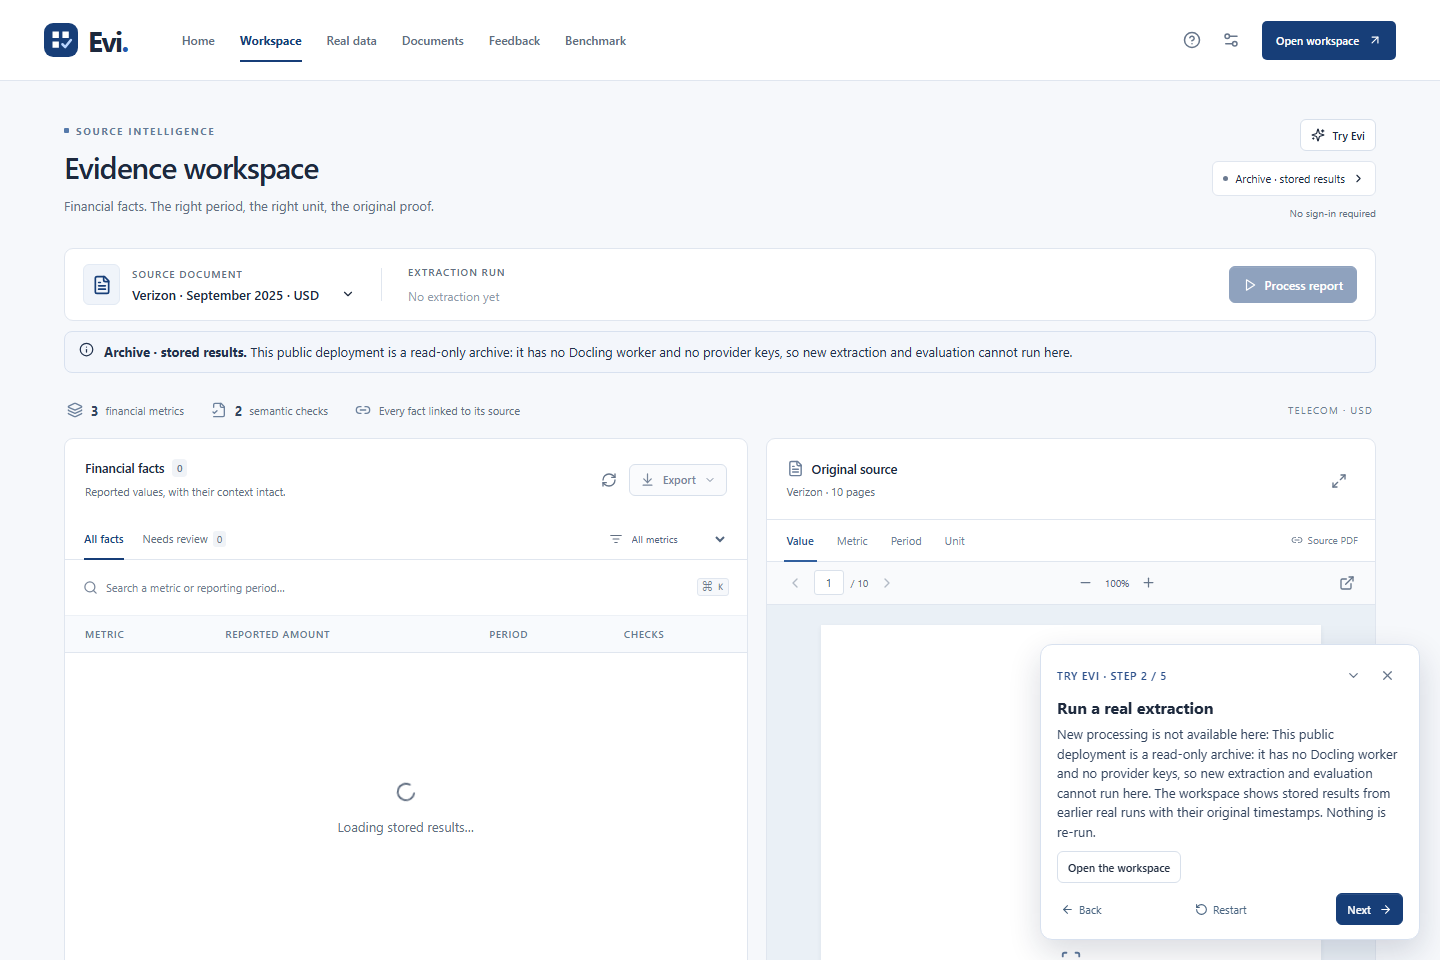 Evi.
Home
Workspace
Real data
Documents
Feedback
Benchmark
Open workspace
SOURCE INTELLIGENCE
Evidence workspace
Financial facts. The right period, the right unit, the original proof.
Try Evi
Archive · stored results
No sign-in required
SOURCE DOCUMENT
Verizon · September 2025 · USD
EXTRACTION RUN
No extraction yet
Process report
Archive · stored results. This public deployment is a read-only archive: it has no Docling worker and no provider keys, so new extraction and evaluation cannot run here.
3 financial metrics
2 semantic checks
Every fact linked to its source
TELECOM · USD
Financial facts 0
Reported values, with their context intact.
Export
All facts
Needs review 0
All metrics
Search a metric or reporting period...
⌘ K
METRIC
REPORTED AMOUNT
PERIOD
CHECKS
Loading stored results...
Original source
Verizon · 10 pages
Value
Metric
Period
Unit
Source PDF
1 / 10
100%
TRY EVI · STEP 2 / 5
Run a real extraction
New processing is not available here: This public
deployment is a read-only archive: it has no Docling worker
and no provider keys, so new extraction and evaluation
cannot run here. The workspace shows stored results from
earlier real runs with their original timestamps. Nothing is
re-run.
Open the workspace
Back
Restart
Next